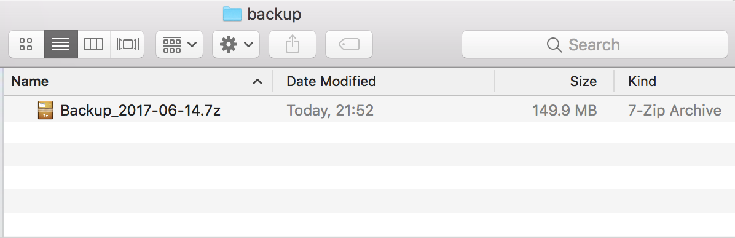 backup
Search
Name Date Modified Size Kind
Backup_2017-06-14.7z Today, 21:52 149.9 MB 7-Zip Archive